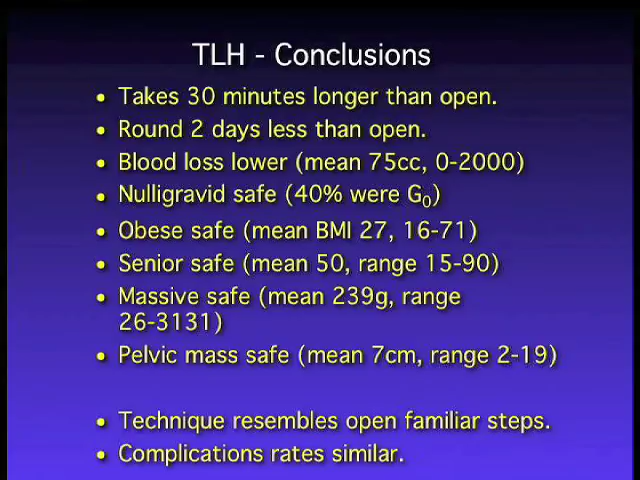 TLH - Conclusions
• Takes 30 minutes longer than open.
• Round 2 days less than open.
• Blood loss lower (mean 75cc, 0-2000)
• Nulligravid safe (40% were G₀)
• Obese safe (mean BMI 27, 16-71)
• Senior safe (mean 50, range 15-90)
• Massive safe (mean 239g, range
26-3131)
• Pelvic mass safe (mean 7cm, range 2-19)
• Technique resembles open familiar steps.
• Complications rates similar.